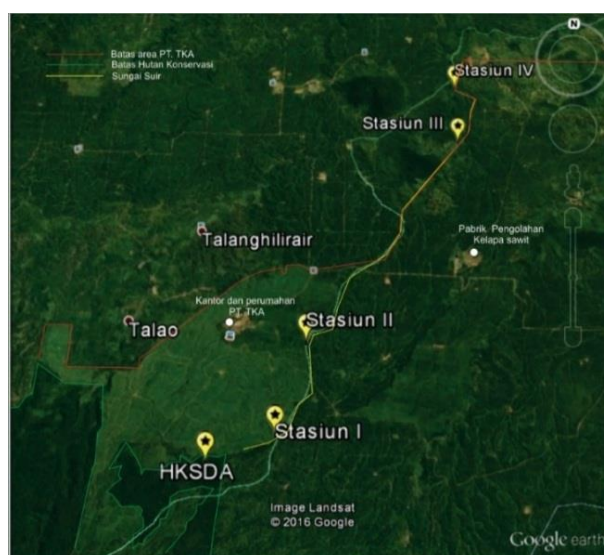 N
Batas area PT. TKA
Batas Hutan Konservasi
Sungai Suir
Stasiun IV
Stasiun III
Talanghilirair
Pabrik Pengolahan
Kelapa sawit
Kantor dan perumahan
PT. TKA
Stasiun II
Talao
Stasiun I
HKSDA
Image Landsat
© 2016 Google
Google earth